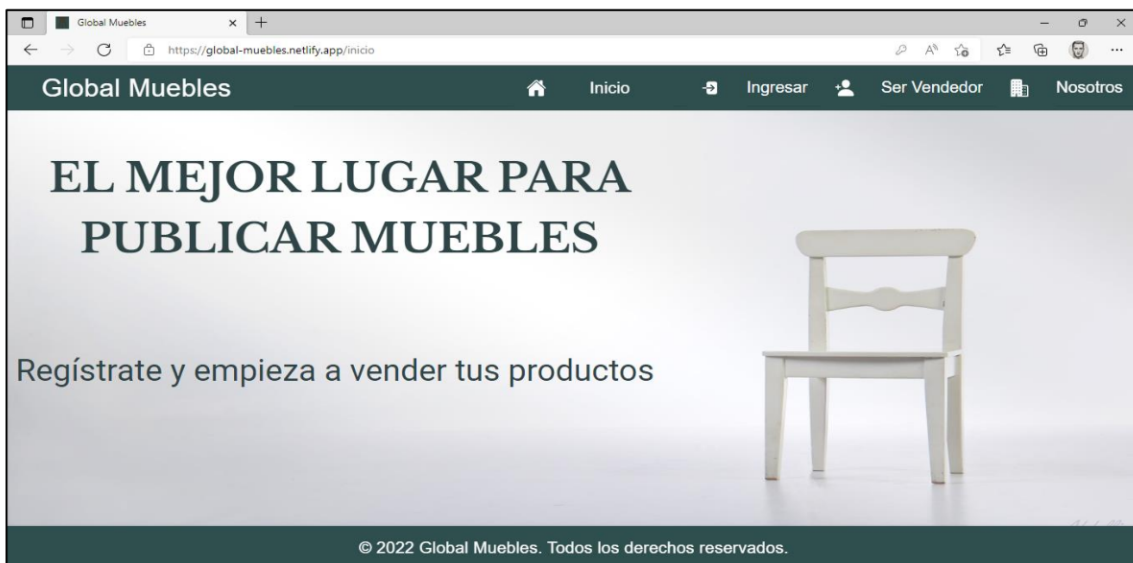 Global Muebles
https://global-muebles.netlify.app/inicio
Global Muebles Inicio Ingresar Ser Vendedor Nosotros
EL MEJOR LUGAR PARA
PUBLICAR MUEBLES
Regístrate y empieza a vender tus productos
© 2022 Global Muebles. Todos los derechos reservados.